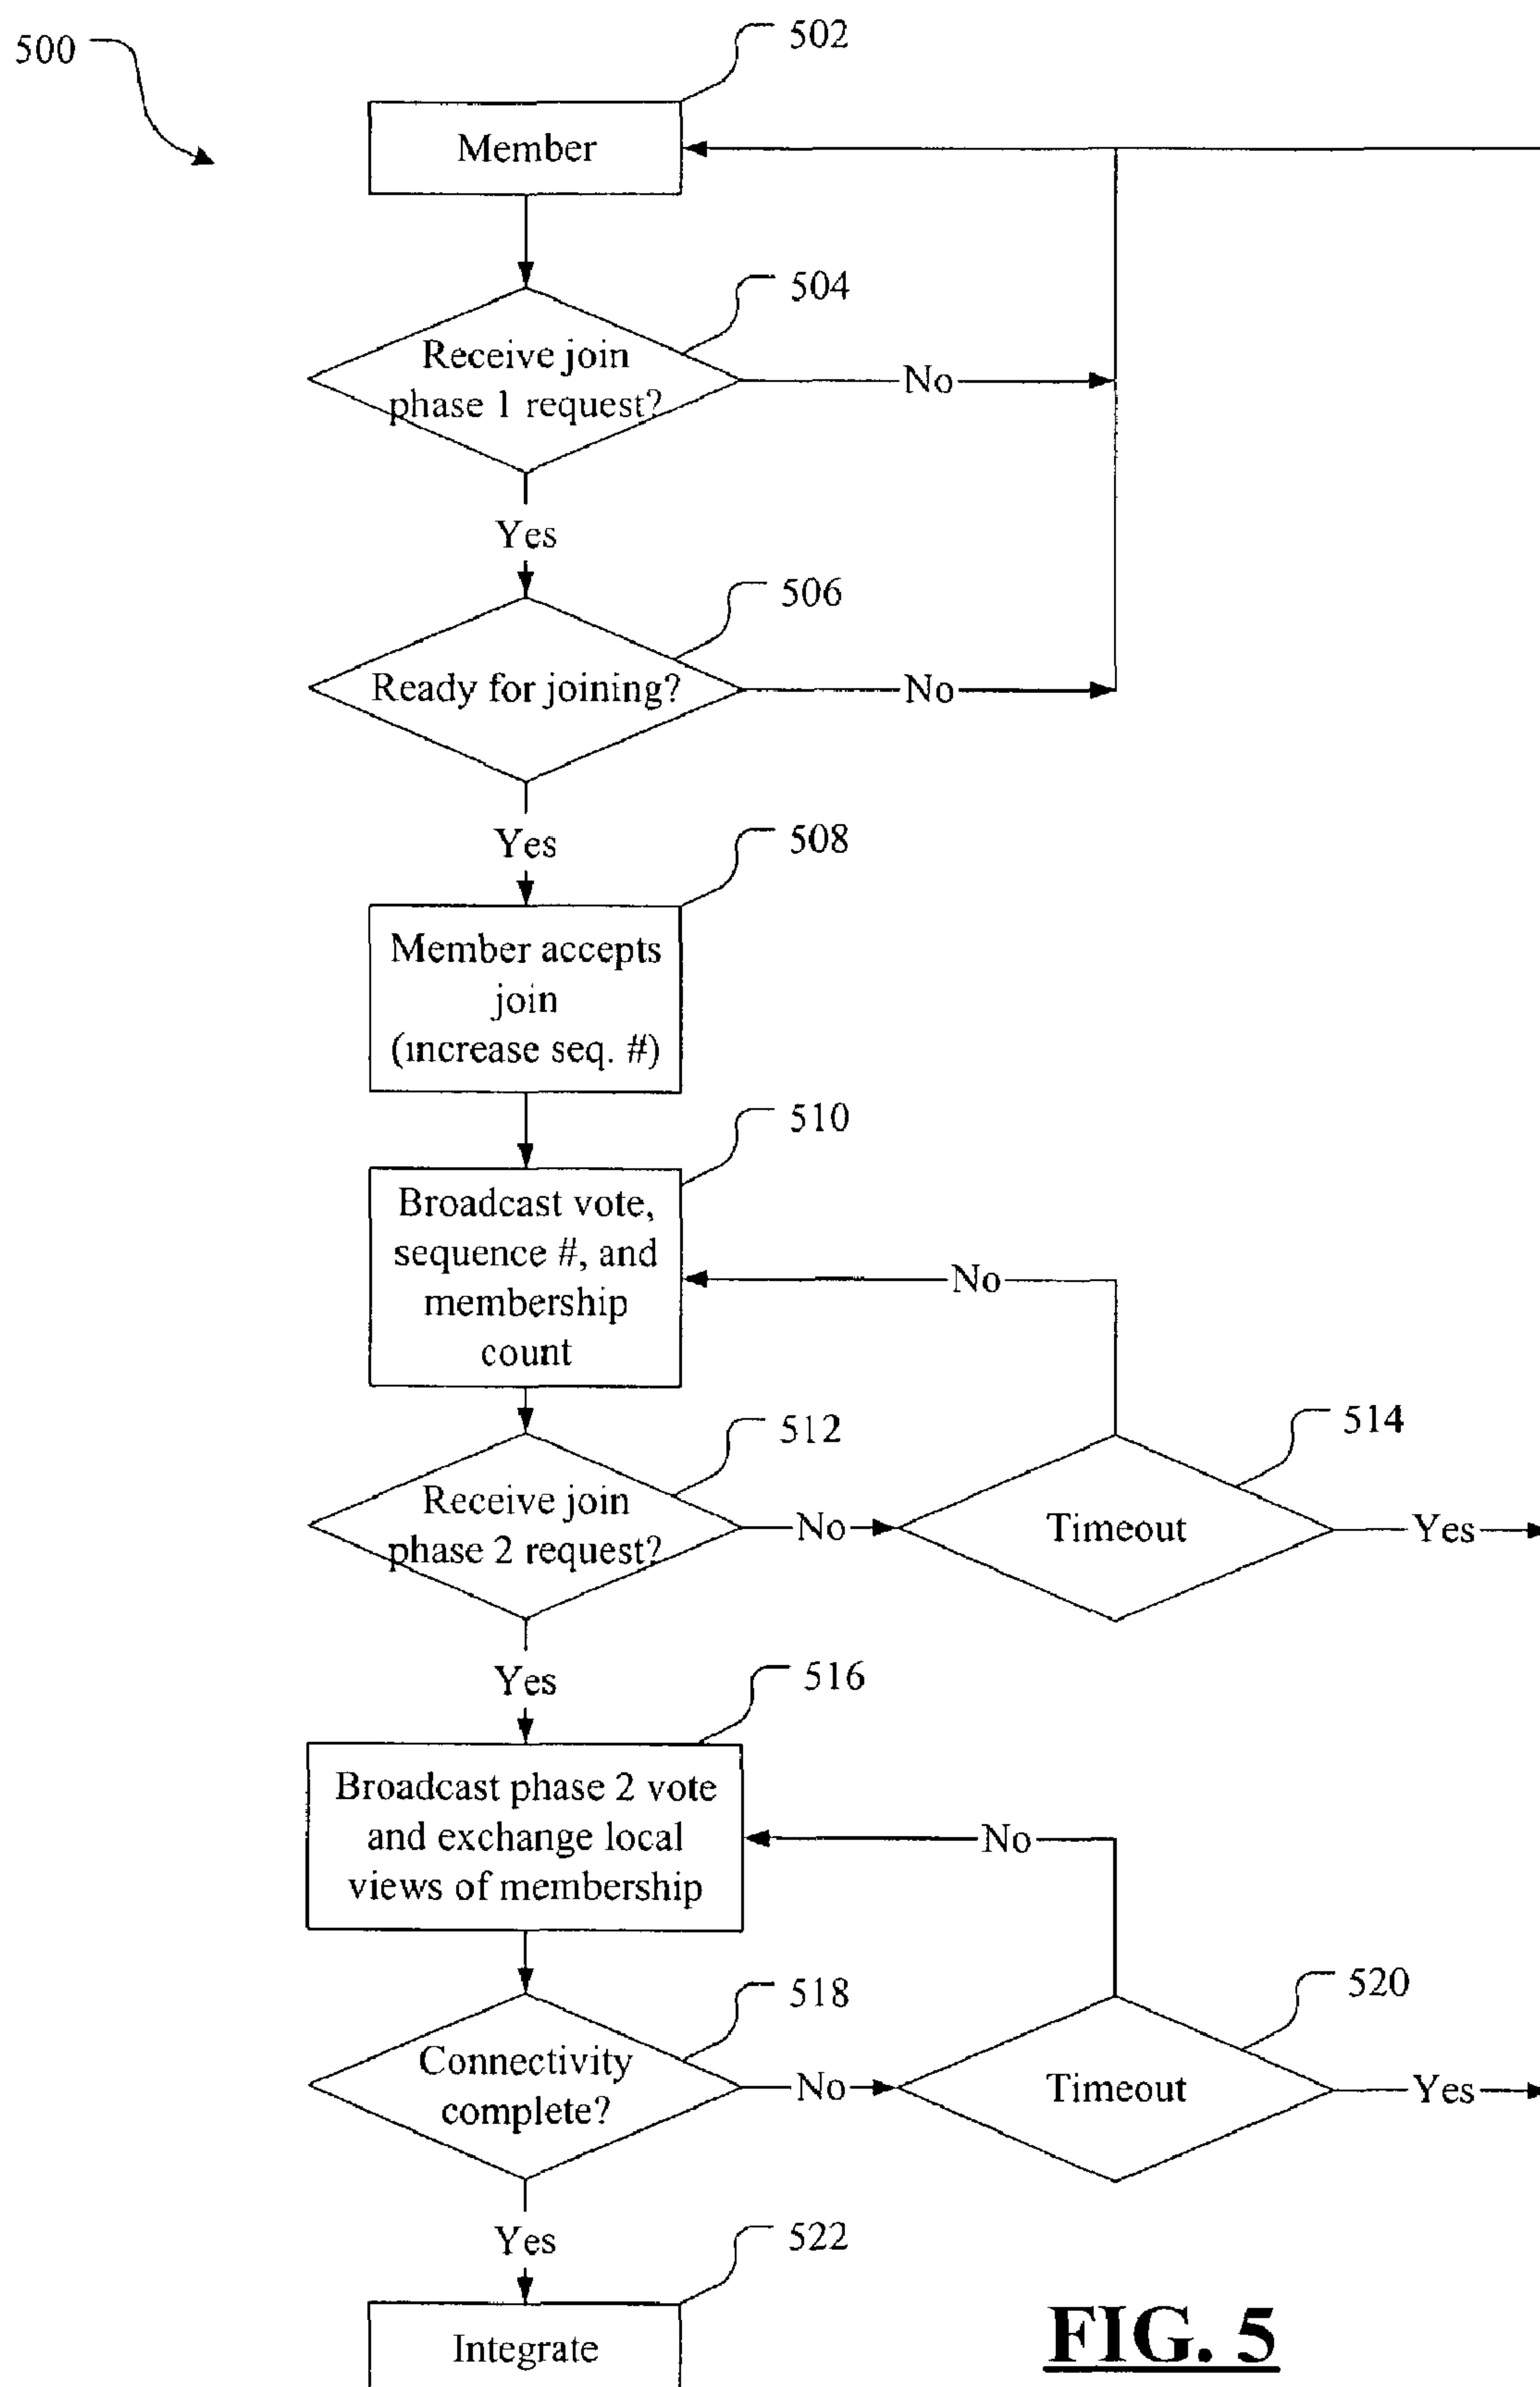 500
502
Member
504
Receive join
phase 1 request?
No
Yes
506
Ready for joining?
No
Yes
508
Member accepts
join
(increase seq. #)
510
Broadcast vote,
sequence #, and
membership
count
No
512
Receive join
phase 2 request?
No
514
Timeout
Yes
Yes
516
Broadcast phase 2 vote
and exchange local
views of membership
No
518
Connectivity
complete?
No
520
Timeout
Yes
Yes
522
Integrate
FIG. 5